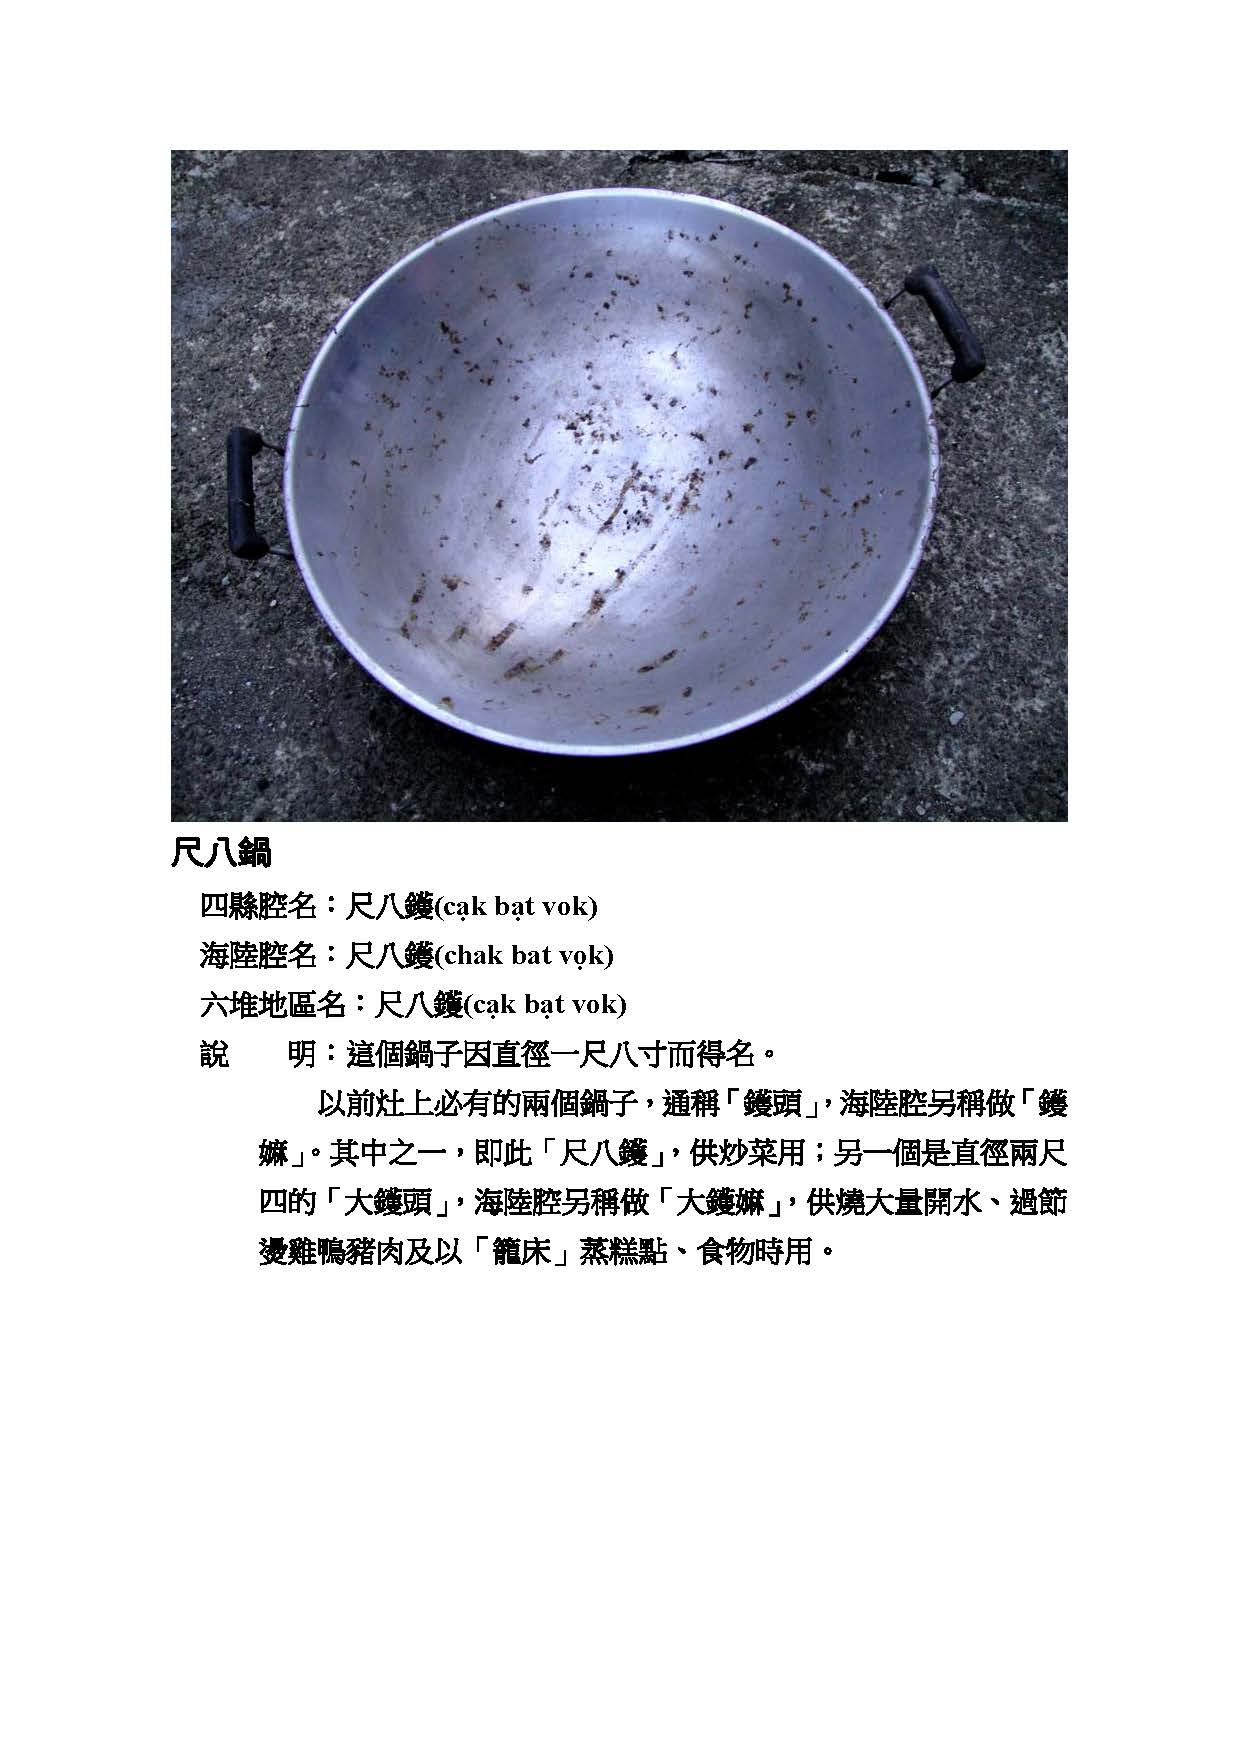 尺八鍋
四縣腔名：尺八鑊(cạk bạt vok)
海陸腔名：尺八鑊(chak bat vọk)
六堆地區名：尺八鑊(cạk bạt vok)
說　　明：這個鍋子因直徑一尺八寸而得名。
以前灶上必有的兩個鍋子，通稱「鑊頭」，海陸腔另稱做「鑊
嫲」。其中之一，即此「尺八鑊」，供炒菜用；另一個是直徑兩尺
四的「大鑊頭」，海陸腔另稱做「大鑊嫲」，供燒大量開水、過節
燙雞鴨豬肉及以「籠床」蒸糕點、食物時用。